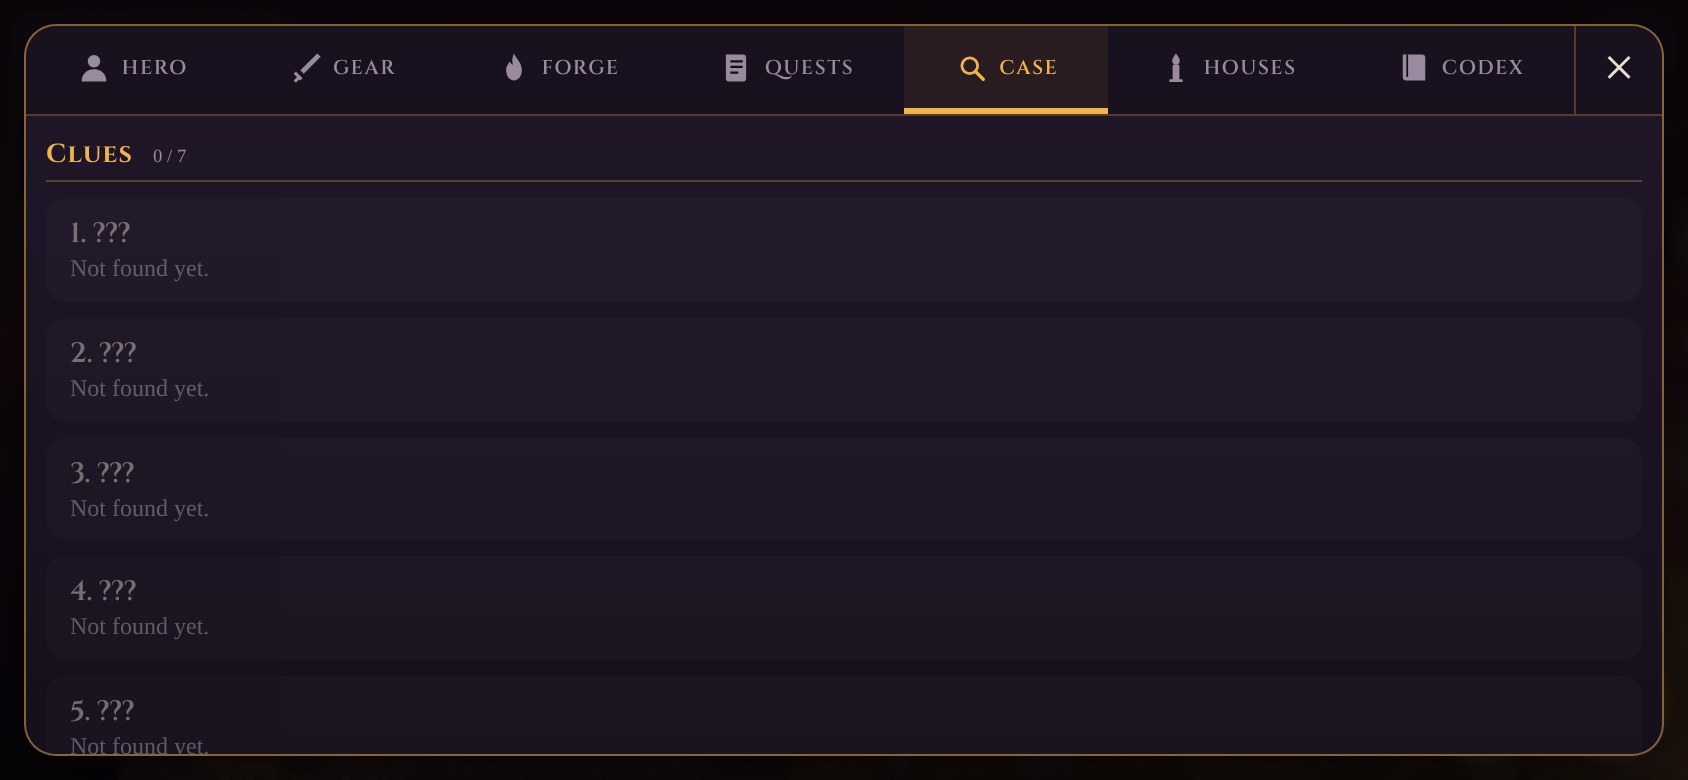 HERO GEAR FORGE QUESTS CASE HOUSES CODEX
CLUES 0 / 7
1. ???
Not found yet.
2. ???
Not found yet.
3. ???
Not found yet.
4. ???
Not found yet.
5. ???
Not found yet.